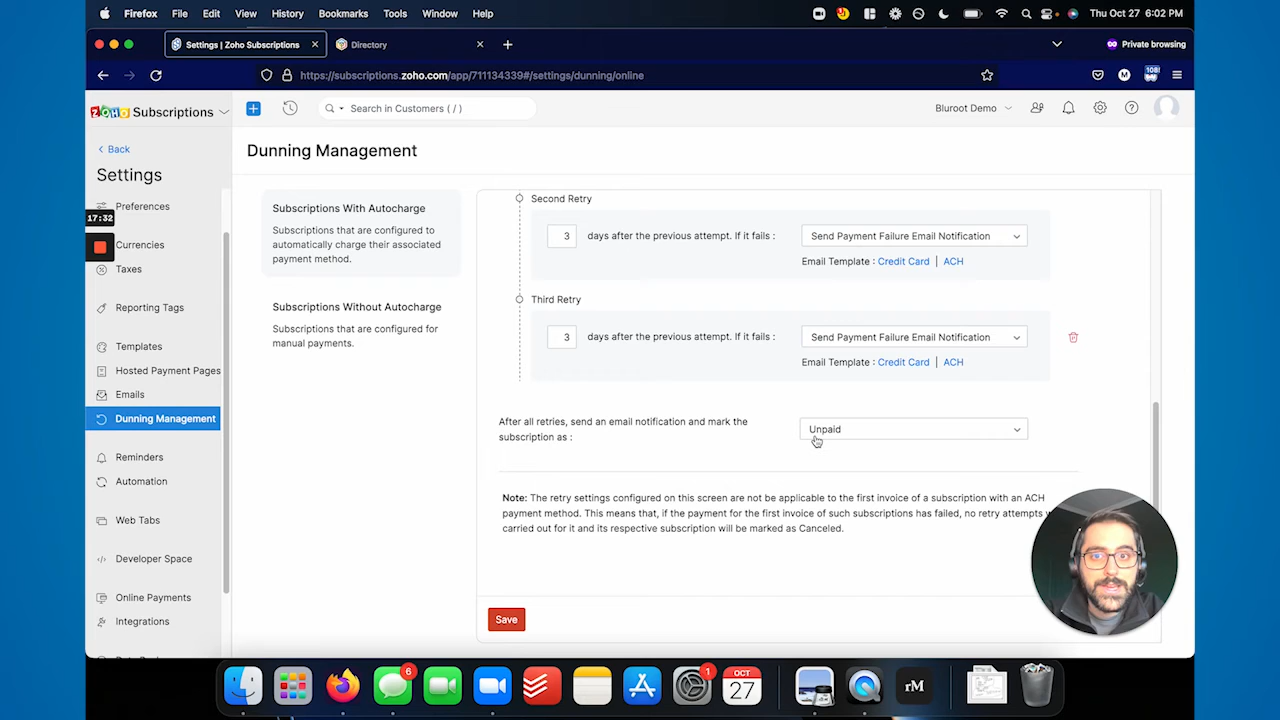 Firefox File Edit View History Bookmarks Tools Window Help
Thu Oct 27 6:02 PM
Settings | Zoho Subscriptions
Directory
Private browsing
https://subscriptions.zoho.com/app/711134339#/settings/dunning/online
108!
ZOHO Subscriptions
Search in Customers ( / )
Bluroot Demo
Back
Settings
Preferences
17:32
Currencies
Taxes
Reporting Tags
Templates
Hosted Payment Pages
Emails
Dunning Management
Reminders
Automation
Web Tabs
Developer Space
Online Payments
Integrations
Dunning Management
Subscriptions With Autocharge
Subscriptions that are configured to
automatically charge their associated
payment method.
Subscriptions Without Autocharge
Subscriptions that are configured for
manual payments.
Second Retry
3 days after the previous attempt. If it fails : Send Payment Failure Email Notification
Email Template : Credit Card | ACH
Third Retry
3 days after the previous attempt. If it fails : Send Payment Failure Email Notification
Email Template : Credit Card | ACH
After all retries, send an email notification and mark the
subscription as :
Unpaid
Note: The retry settings configured on this screen are not be applicable to the first invoice of a subscription with an ACH
payment method. This means that, if the payment for the first invoice of such subscriptions has failed, no retry attempts
carried out for it and its respective subscription will be marked as Canceled.
Save
6
1
OCT
27
rM